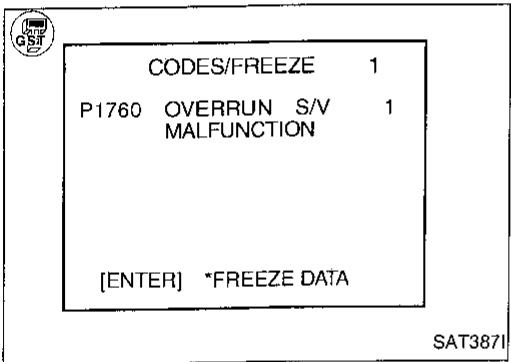 GST
CODES/FREEZE 1
P1760 OVERRUN S/V 1
MALFUNCTION
[ENTER] *FREEZE DATA
SAT387I